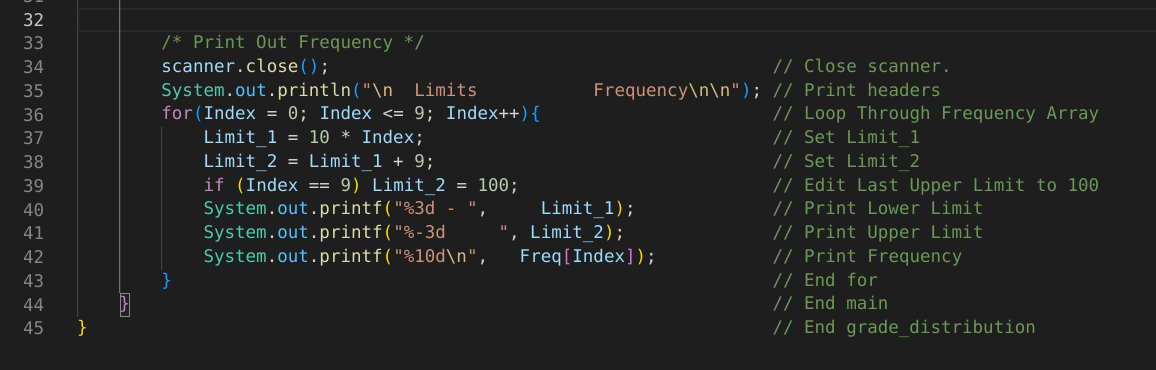 31
32
33 /* Print Out Frequency */
34 scanner.close(); // Close scanner.
35 System.out.println("\n  Limits           Frequency\n\n"); // Print headers
36 for(Index = 0; Index <= 9; Index++){ // Loop Through Frequency Array
37     Limit_1 = 10 * Index; // Set Limit_1
38     Limit_2 = Limit_1 + 9; // Set Limit_2
39     if (Index == 9) Limit_2 = 100; // Edit Last Upper Limit to 100
40     System.out.printf("%3d - ",     Limit_1); // Print Lower Limit
41     System.out.printf("%-3d     ", Limit_2); // Print Upper Limit
42     System.out.printf("%10d\n",   Freq[Index]); // Print Frequency
43 } // End for
44 } // End main
45 } // End grade_distribution